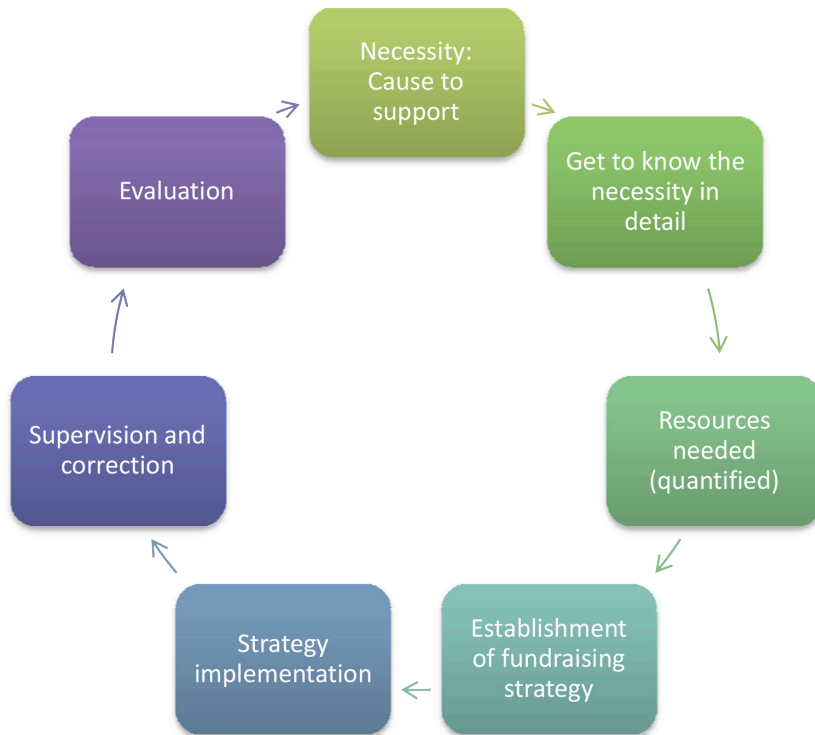 Necessity:
Cause to
support
Get to know the
necessity in
detail
Resources
needed
(quantified)
Establishment
of fundraising
strategy
Strategy
implementation
Supervision and
correction
Evaluation